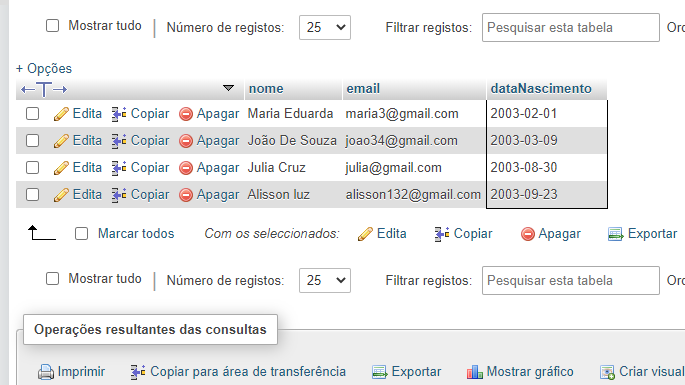 Mostrar tudo | Número de registos: 25 Filtrar registos: Pesquisar esta tabela Ord
+ Opções
←T→ nome email dataNascimento
Edita Copiar Apagar Maria Eduarda maria3@gmail.com 2003-02-01
Edita Copiar Apagar João De Souza joao34@gmail.com 2003-03-09
Edita Copiar Apagar Julia Cruz julia@gmail.com 2003-08-30
Edita Copiar Apagar Alisson luz alisson132@gmail.com 2003-09-23
Marcar todos Com os seleccionados: Edita Copiar Apagar Exportar
Mostrar tudo | Número de registos: 25 Filtrar registos: Pesquisar esta tabela
Operações resultantes das consultas
Imprimir Copiar para área de transferência Exportar Mostrar gráfico Criar visual